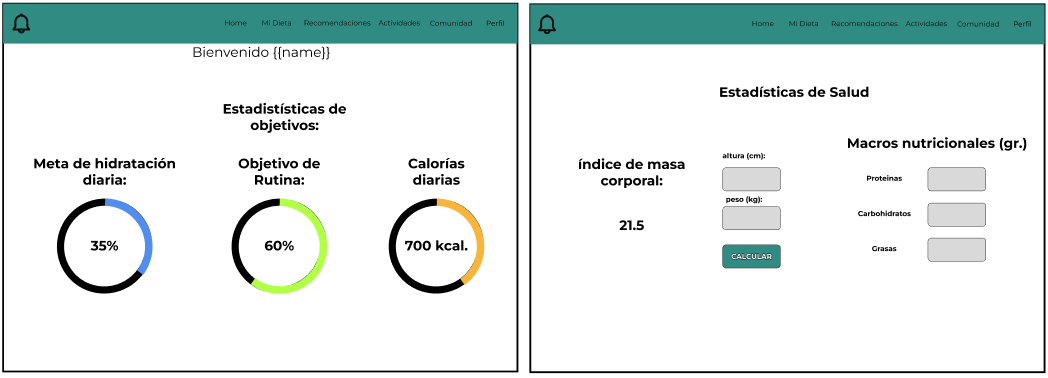 Home Mi Dieta Recomendaciones Actividades Comunidad Perfil
Bienvenido {{name}}
Estadistísticas de
objetivos:
Meta de hidratación
diaria:
35%
Objetivo de
Rutina:
60%
Calorías
diarias
700 kcal.
Home Mi Dieta Recomendaciones Actividades Comunidad Perfil
Estadísticas de Salud
índice de masa
corporal:
21.5
altura (cm):
peso (kg):
CALCULAR
Macros nutricionales (gr.)
Proteinas
Carbohidratos
Grasas